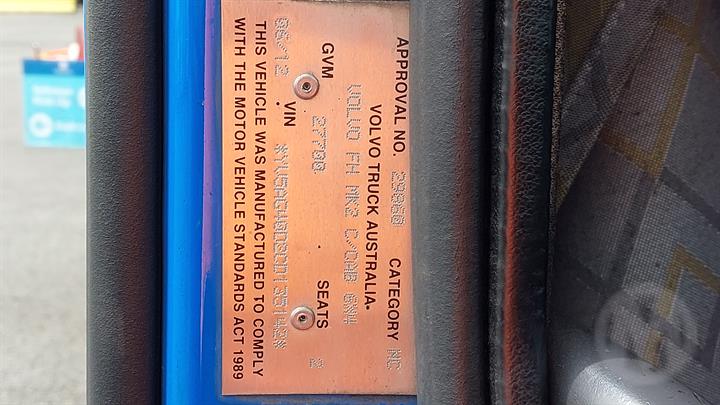 APPROVAL NO. 29860 CATEGORY NC
VOLVO TRUCK AUSTRALIA.
VOLVO FH MK2 C/CAB 6X4
GVM 27700 SEATS 2
06/12 VIN
THIS VEHICLE WAS MANUFACTURED TO COMPLY
WITH THE MOTOR VEHICLE STANDARDS ACT 1989